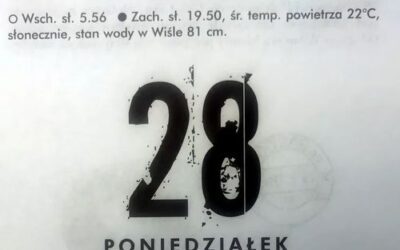 ○ Wsch. sł. 5.56 ● Zach. sł. 19.50, śr. temp. powietrza 22°C,
słonecznie, stan wody w Wiśle 81 cm.
28
PONIEDZIAŁEK